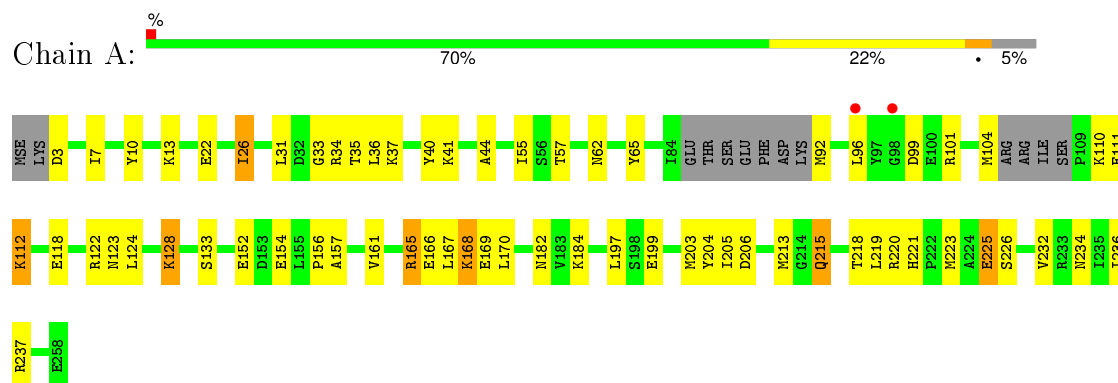 %
Chain A:
70% 22% • 5%
MSE LYS D3 I7 Y10 K13 E22 I26 L31 D32 G33 R34 T35 L36 K37 Y40 K41 A44 I55 S56 T57 N62 Y65 I84 GLU THR SER GLU PHE ASP LYS M92 L96 Y97 G98 D99 E100 R101 M104 ARG ARG ILE SER P109 K110
K112 E118 R122 N123 L124 K128 S133 E152 D153 E154 L155 P156 A157 V161 R165 E166 L167 K168 E169 L170 N182 V183 K184 L197 S198 E199 M203 Y204 I205 D206 M213 G214 Q215 T218 L219 R220 H221 P222 M223 A224 E225 S226 V232 R233 N234 I235
R237 E258